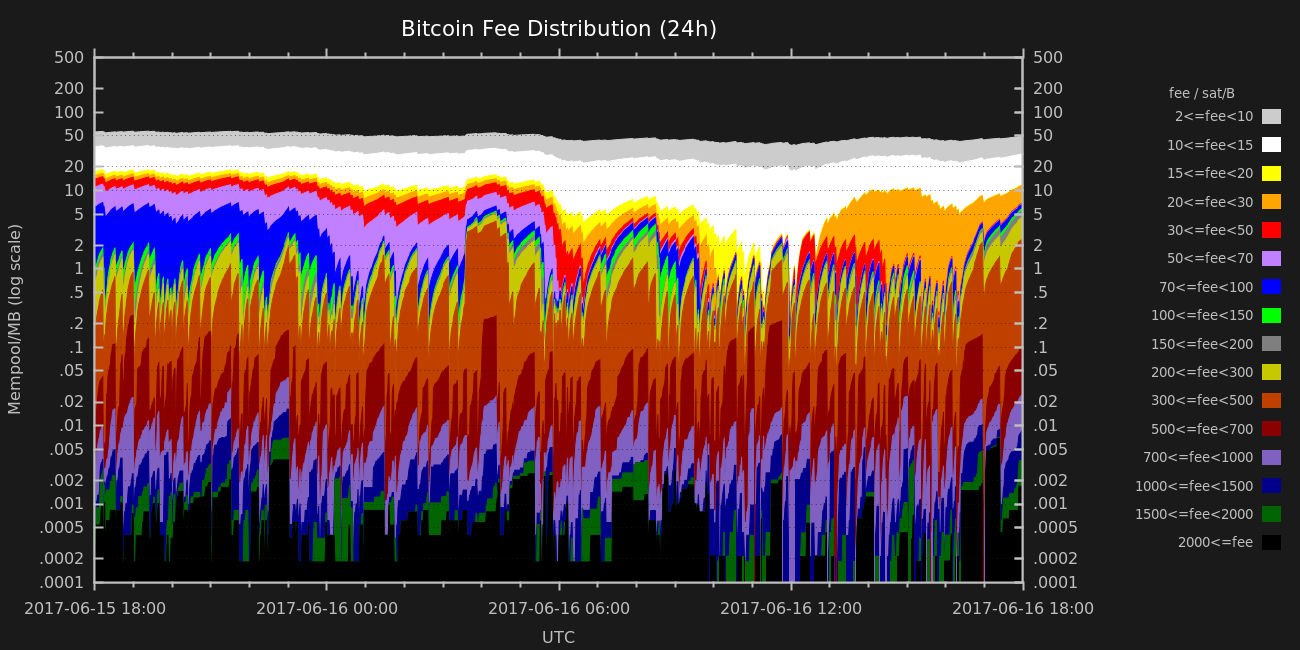 Bitcoin Fee Distribution (24h)
500 500
200 200
100 100
50 50
20 20
10 10
5 5
2 2
1 1
.5 .5
.2 .2
.1 .1
.05 .05
.02 .02
.01 .01
.005 .005
.002 .002
.001 .001
.0005 .0005
.0002 .0002
.0001 .0001
Mempool/MB (log scale)
2017-06-15 18:00 2017-06-16 00:00 2017-06-16 06:00 2017-06-16 12:00 2017-06-16 18:00
UTC
fee / sat/B
2<=fee<10
10<=fee<15
15<=fee<20
20<=fee<30
30<=fee<50
50<=fee<70
70<=fee<100
100<=fee<150
150<=fee<200
200<=fee<300
300<=fee<500
500<=fee<700
700<=fee<1000
1000<=fee<1500
1500<=fee<2000
2000<=fee